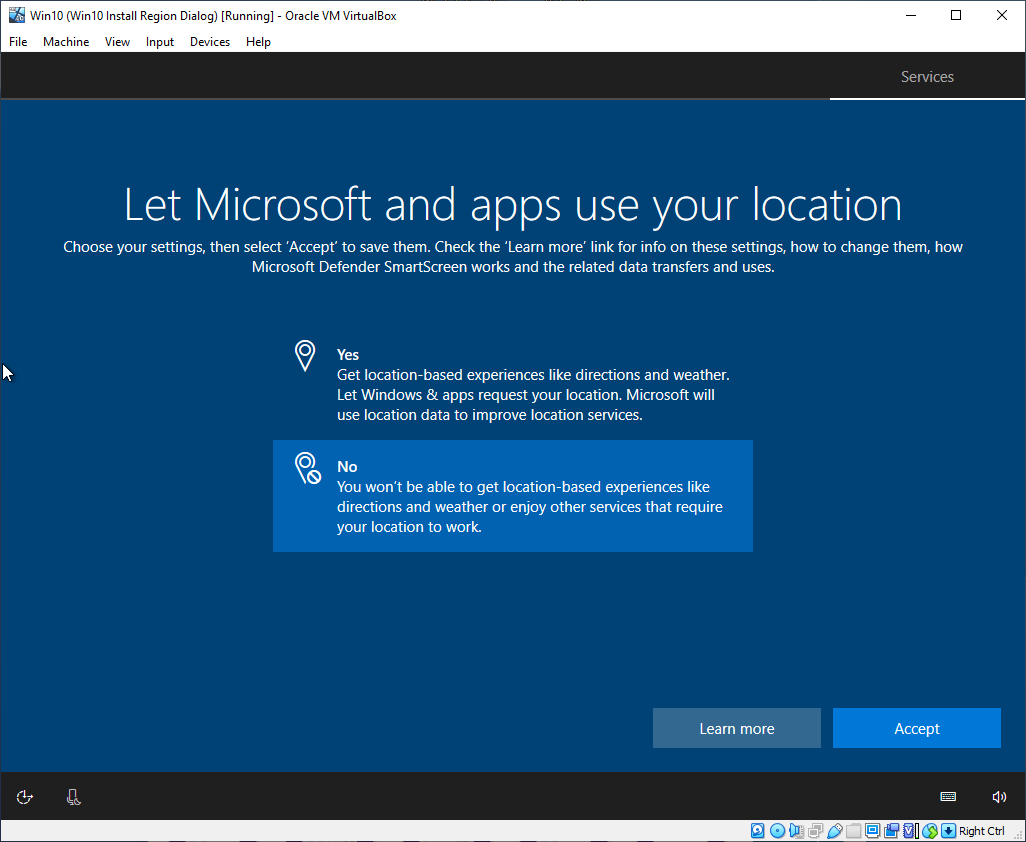 Win10 (Win10 Install Region Dialog) [Running] - Oracle VM VirtualBox
File Machine View Input Devices Help
Services
Let Microsoft and apps use your location
Choose your settings, then select ‘Accept’ to save them. Check the ‘Learn more’ link for info on these settings, how to change them, how
Microsoft Defender SmartScreen works and the related data transfers and uses.
Yes
Get location-based experiences like directions and weather.
Let Windows & apps request your location. Microsoft will
use location data to improve location services.
No
You won’t be able to get location-based experiences like
directions and weather or enjoy other services that require
your location to work.
Learn more
Accept
Right Ctrl